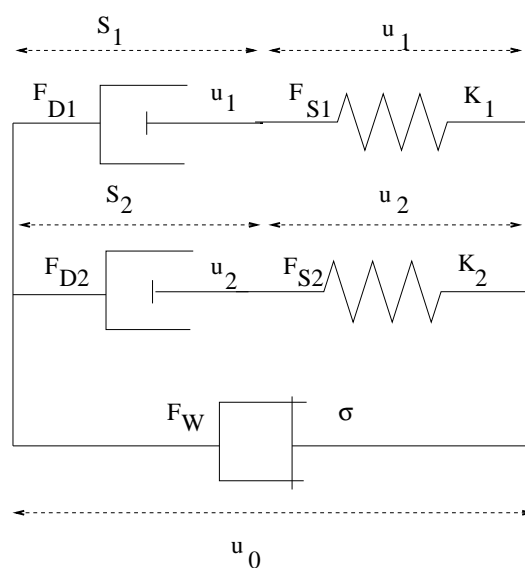 S1 u1
FD1 u1 FS1 K1
S2 u2
FD2 u2 FS2 K2
FW σ
u0